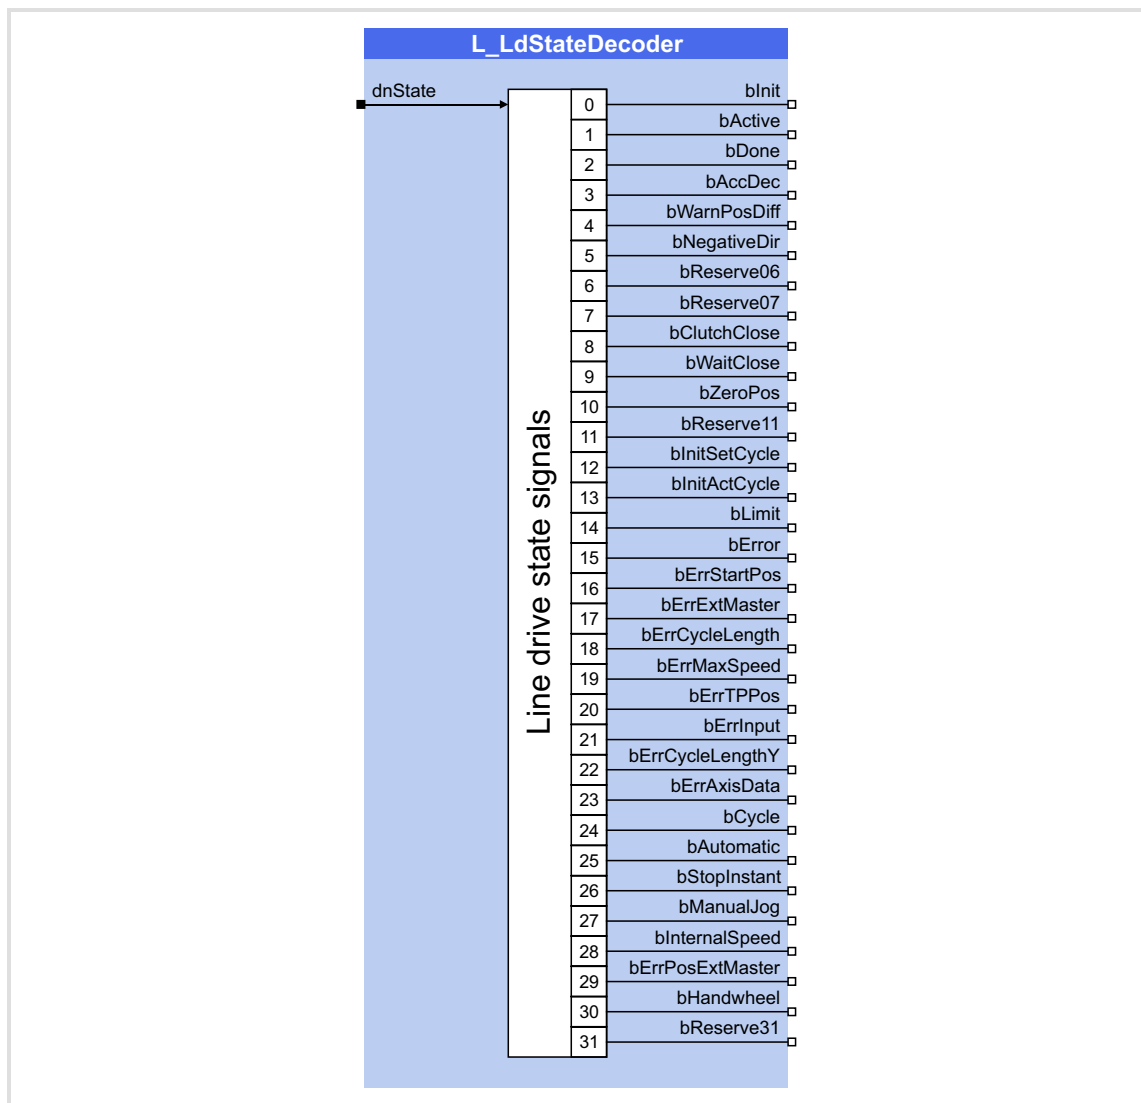 L_LdStateDecoder
dnState
Line drive state signals
0 bInit
1 bActive
2 bDone
3 bAccDec
4 bWarnPosDiff
5 bNegativeDir
6 bReserve06
7 bReserve07
8 bClutchClose
9 bWaitClose
10 bZeroPos
11 bReserve11
12 bInitSetCycle
13 bInitActCycle
14 bLimit
15 bError
16 bErrStartPos
17 bErrExtMaster
18 bErrCycleLength
19 bErrMaxSpeed
20 bErrTPPos
21 bErrInput
22 bErrCycleLengthY
23 bErrAxisData
24 bCycle
25 bAutomatic
26 bStopInstant
27 bManualJog
28 bInternalSpeed
29 bErrPosExtMaster
30 bHandwheel
31 bReserve31